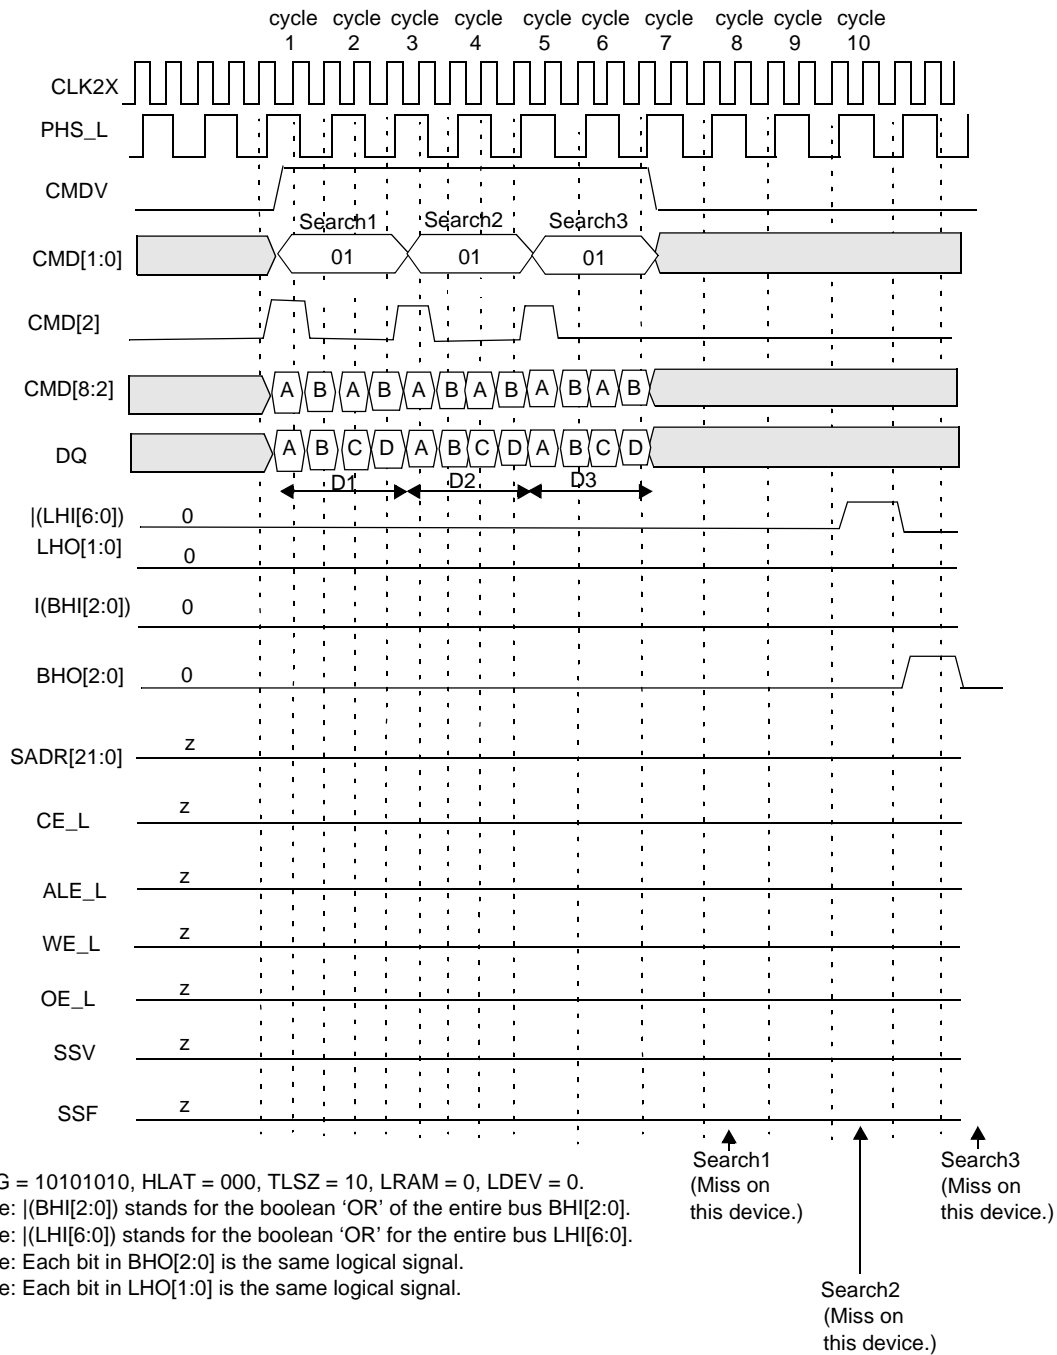 cycle cycle cycle cycle cycle cycle cycle cycle cycle cycle
1 2 3 4 5 6 7 8 9 10
CLK2X
PHS_L
CMDV
Search1 Search2 Search3
CMD[1:0] 01 01 01
CMD[2]
CMD[8:2] A B A B A B A B A B A B
DQ A B C D A B C D A B C D
D1 D2 D3
|(LHI[6:0]) 0
LHO[1:0] 0
I(BHI[2:0]) 0
BHO[2:0] 0
SADR[21:0] z
CE_L z
ALE_L z
WE_L z
OE_L z
SSV z
SSF z
Search1
(Miss on
this device.)
Search3
(Miss on
this device.)
G = 10101010, HLAT = 000, TLSZ = 10, LRAM = 0, LDEV = 0.
e: |(BHI[2:0]) stands for the boolean ‘OR’ of the entire bus BHI[2:0].
e: |(LHI[6:0]) stands for the boolean ‘OR’ for the entire bus LHI[6:0].
e: Each bit in BHO[2:0] is the same logical signal.
e: Each bit in LHO[1:0] is the same logical signal.
Search2
(Miss on
this device.)